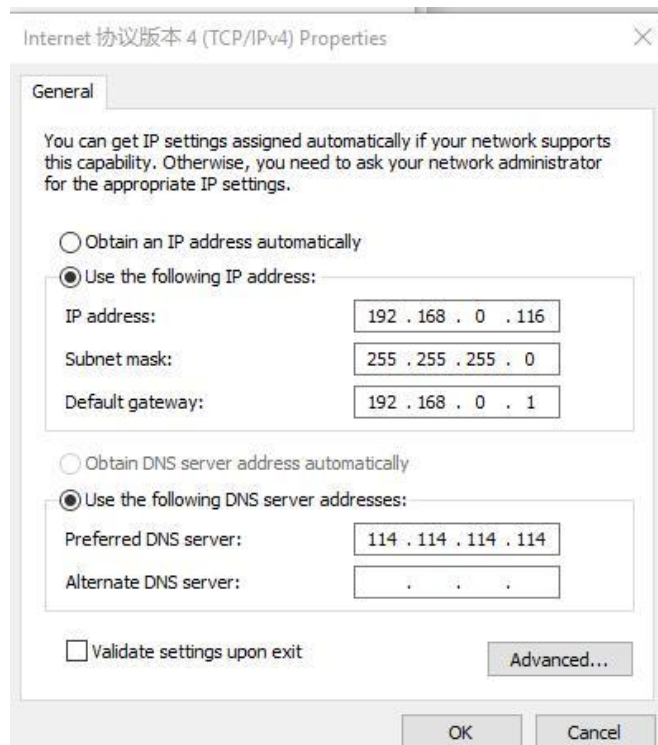 Internet 协议版本 4 (TCP/IPv4) Properties
General
You can get IP settings assigned automatically if your network supports
this capability. Otherwise, you need to ask your network administrator
for the appropriate IP settings.
Obtain an IP address automatically
Use the following IP address:
IP address: 192 . 168 . 0 . 116
Subnet mask: 255 . 255 . 255 . 0
Default gateway: 192 . 168 . 0 . 1
Obtain DNS server address automatically
Use the following DNS server addresses:
Preferred DNS server: 114 . 114 . 114 . 114
Alternate DNS server: . . .
Validate settings upon exit
Advanced...
OK Cancel